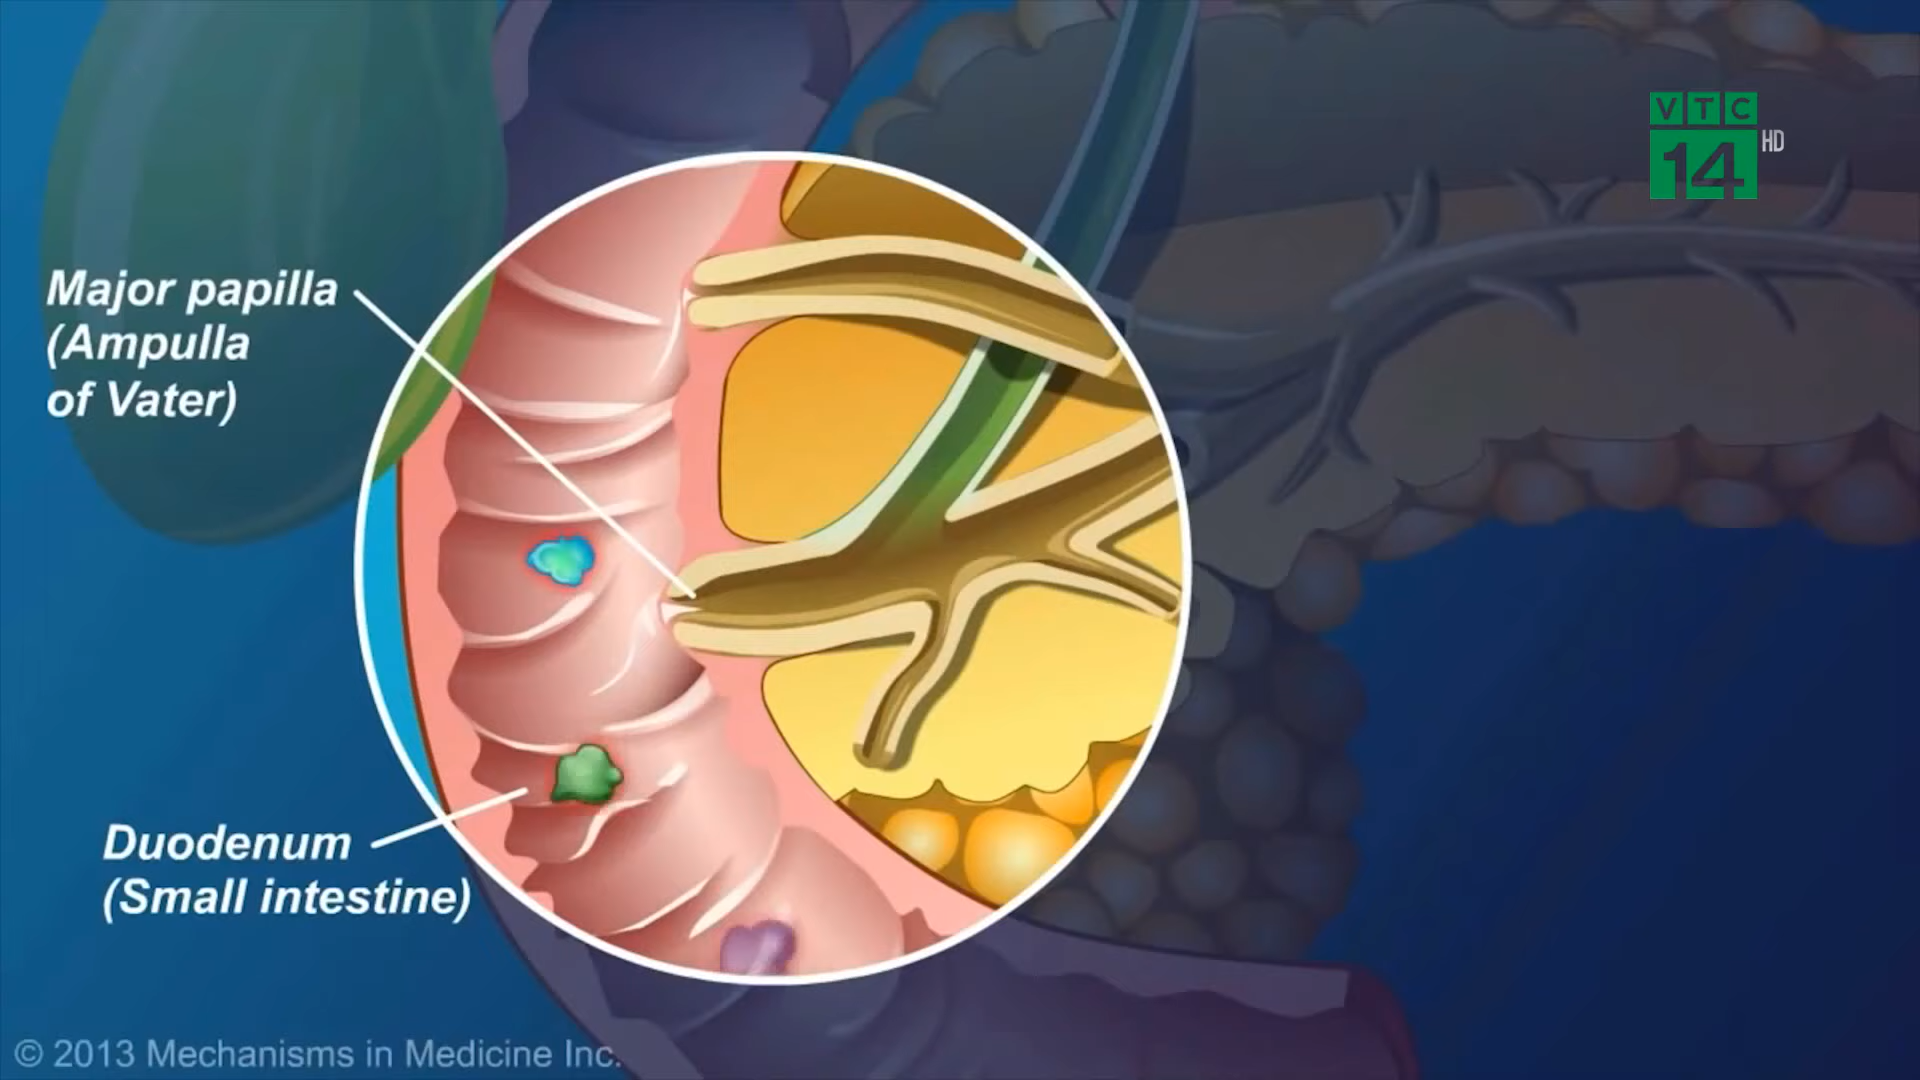 VTC
14 HD
Major papilla
(Ampulla
of Vater)
Duodenum
(Small intestine)
© 2013 Mechanisms in Medicine Inc.